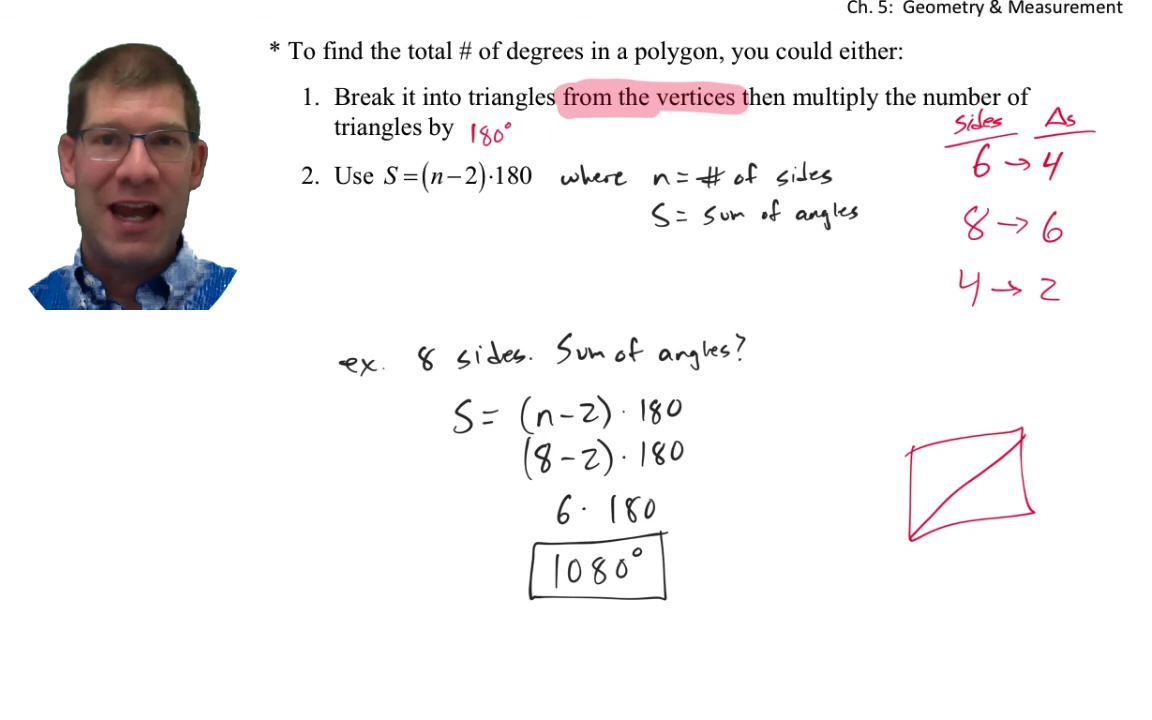 Ch. 5: Geometry & Measurement
* To find the total # of degrees in a polygon, you could either:
1. Break it into triangles from the vertices then multiply the number of
triangles by 180°
2. Use S=(n−2)·180 where n = # of sides
S = sum of angles
sides Δs
6 → 4
8 → 6
4 → 2
ex. 8 sides. Sum of angles?
S = (n-2) · 180
(8-2) · 180
6 · 180
1080°